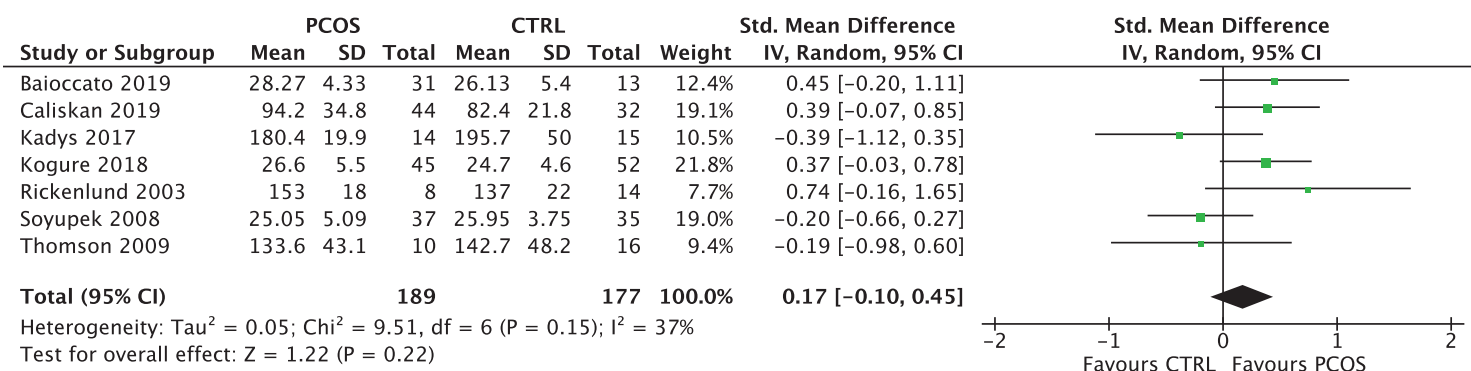 PCOS CTRL Std. Mean Difference Std. Mean Difference
Study or Subgroup Mean SD Total Mean SD Total Weight IV, Random, 95% CI IV, Random, 95% CI
Baioccato 2019 28.27 4.33 31 26.13 5.4 13 12.4% 0.45 [−0.20, 1.11]
Caliskan 2019 94.2 34.8 44 82.4 21.8 32 19.1% 0.39 [−0.07, 0.85]
Kadys 2017 180.4 19.9 14 195.7 50 15 10.5% −0.39 [−1.12, 0.35]
Kogure 2018 26.6 5.5 45 24.7 4.6 52 21.8% 0.37 [−0.03, 0.78]
Rickenlund 2003 153 18 8 137 22 14 7.7% 0.74 [−0.16, 1.65]
Soyupek 2008 25.05 5.09 37 25.95 3.75 35 19.0% −0.20 [−0.66, 0.27]
Thomson 2009 133.6 43.1 10 142.7 48.2 16 9.4% −0.19 [−0.98, 0.60]
Total (95% CI) 189 177 100.0% 0.17 [−0.10, 0.45]
Heterogeneity: Tau² = 0.05; Chi² = 9.51, df = 6 (P = 0.15); I² = 37%
Test for overall effect: Z = 1.22 (P = 0.22)
−2 −1 0 1 2
Favours CTRL Favours PCOS